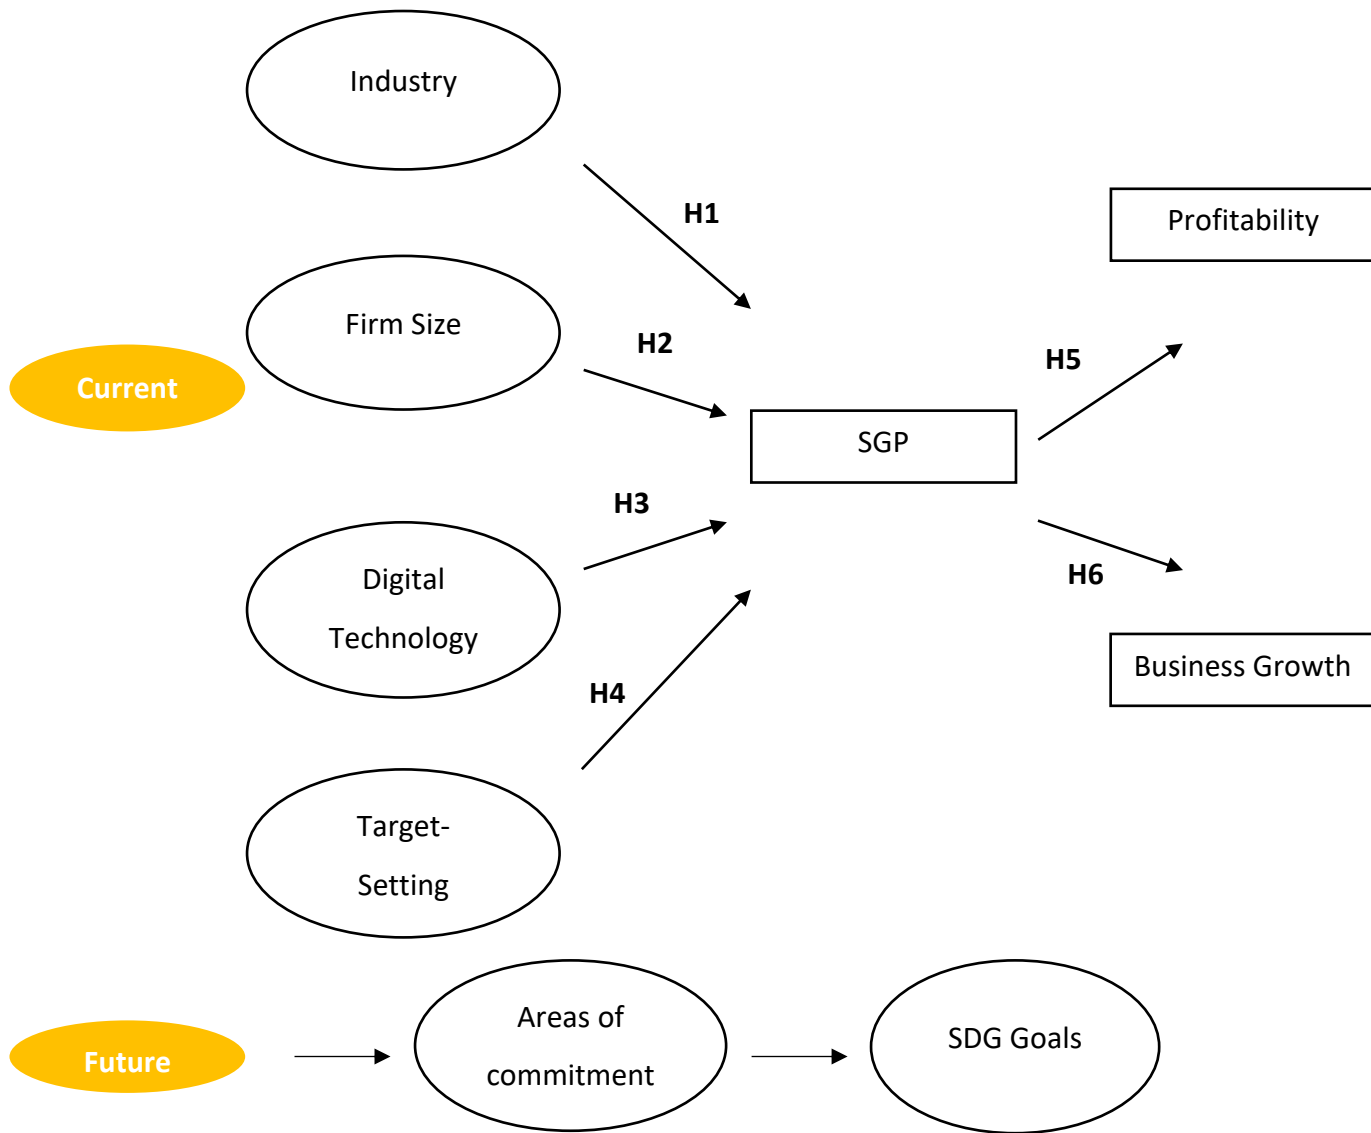 Industry
H1
Profitability
Firm Size
H2
H5
Current
SGP
H3
Digital
Technology
H6
H4
Business Growth
Target-
Setting
Areas of
commitment
SDG Goals
Future